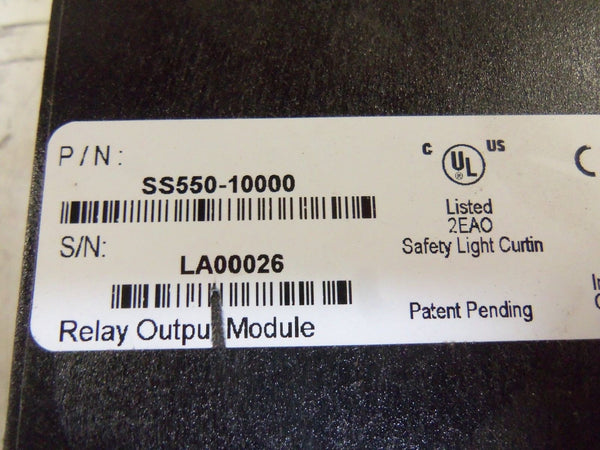 P/N:
SS550-10000
S/N:
LA00026
Relay Output Module
C UL US
®
Listed
2EAO
Safety Light Curtin
Patent Pending